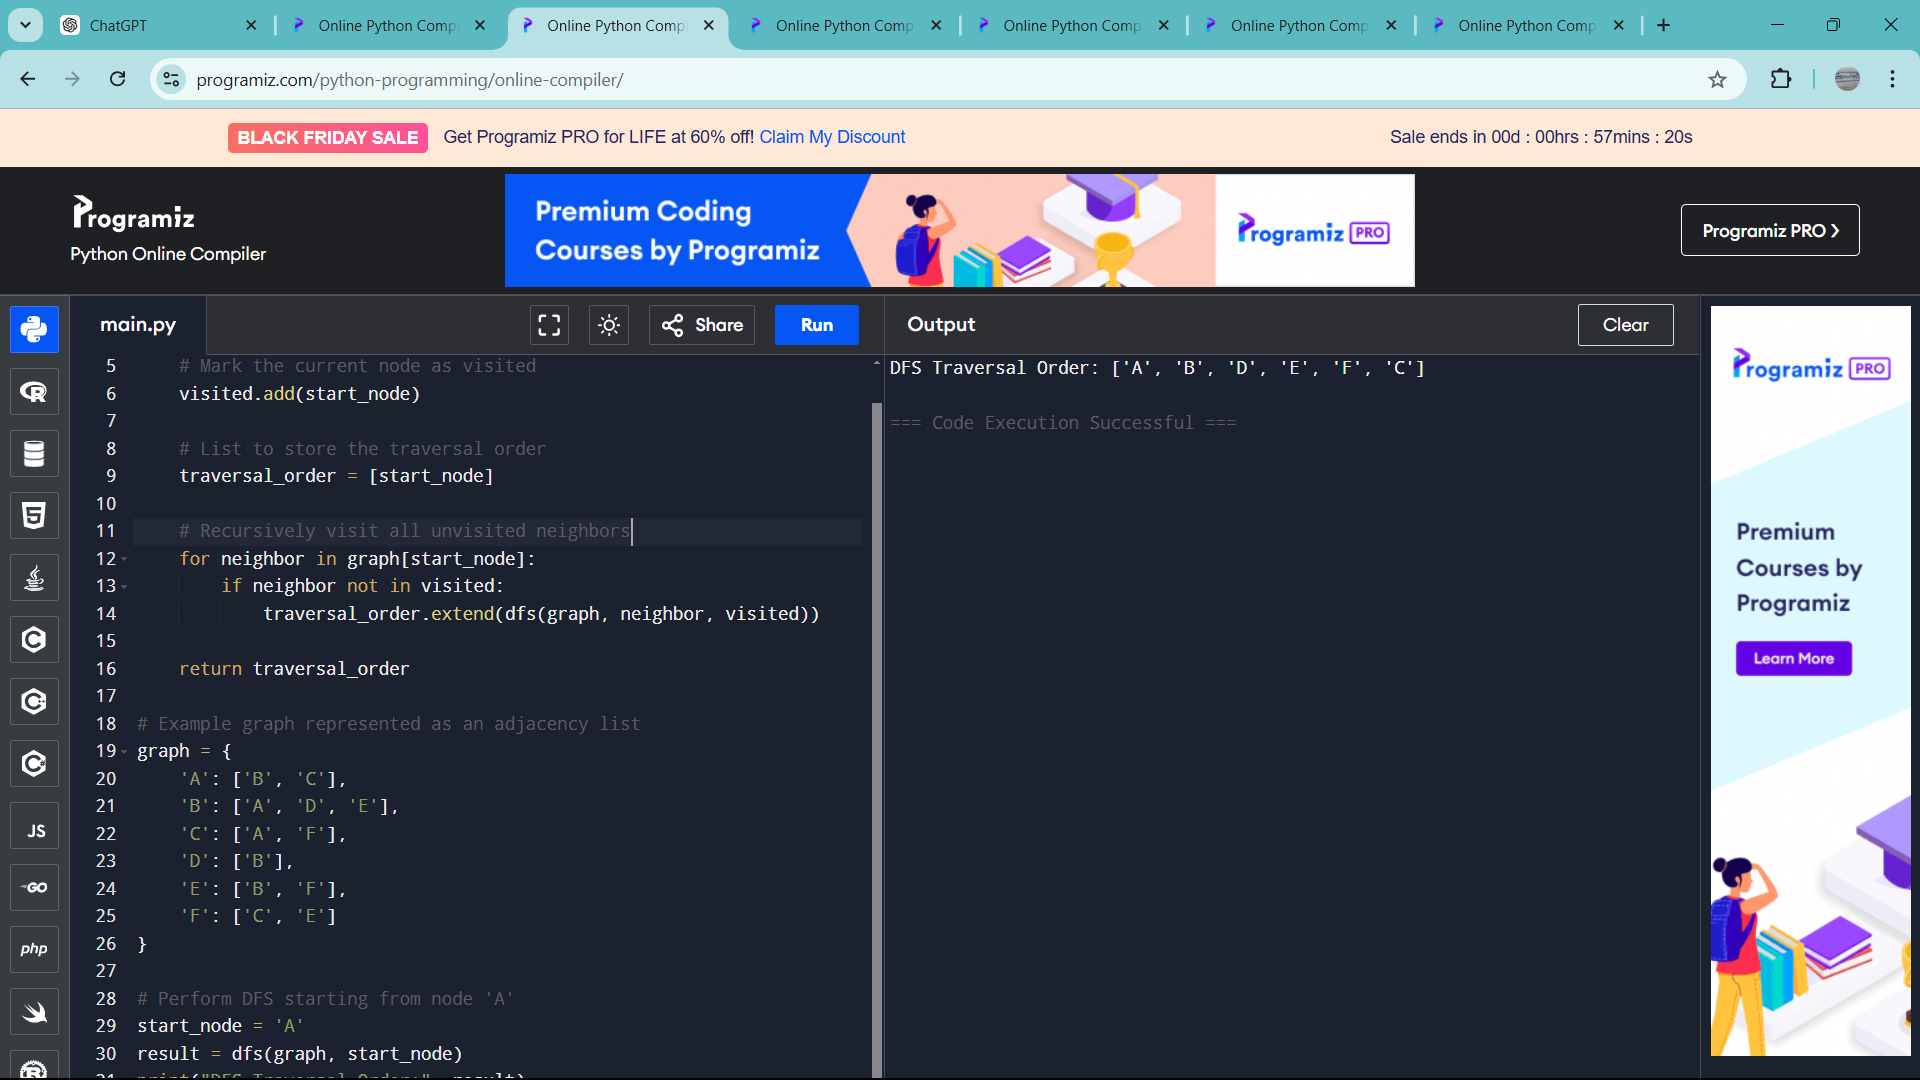 ChatGPT
Online Python Comp
Online Python Compi
Online Python Comp
Online Python Comp
Online Python Comp
Online Python Comp
programiz.com/python-programming/online-compiler/
BLACK FRIDAY SALE Get Programiz PRO for LIFE at 60% off! Claim My Discount
Sale ends in 00d : 00hrs : 57mins : 20s
Programiz
Python Online Compiler
Premium Coding
Courses by Programiz
Programiz PRO
Programiz PRO
main.py
Share
Run
Output
Clear
5 # Mark the current node as visited
6 visited.add(start_node)
7
8 # List to store the traversal order
9 traversal_order = [start_node]
10
11 # Recursively visit all unvisited neighbors
12 for neighbor in graph[start_node]:
13 if neighbor not in visited:
14 traversal_order.extend(dfs(graph, neighbor, visited))
15
16 return traversal_order
17
18 # Example graph represented as an adjacency list
19 graph = {
20 'A': ['B', 'C'],
21 'B': ['A', 'D', 'E'],
22 'C': ['A', 'F'],
23 'D': ['B'],
24 'E': ['B', 'F'],
25 'F': ['C', 'E']
26 }
27
28 # Perform DFS starting from node 'A'
29 start_node = 'A'
30 result = dfs(graph, start_node)
31 print("DFS Traversal Order:", result)
DFS Traversal Order: ['A', 'B', 'D', 'E', 'F', 'C']
=== Code Execution Successful ===
R
5
C
C
C
JS
GO
php
R
Programiz PRO
Premium
Courses by
Programiz
Learn More